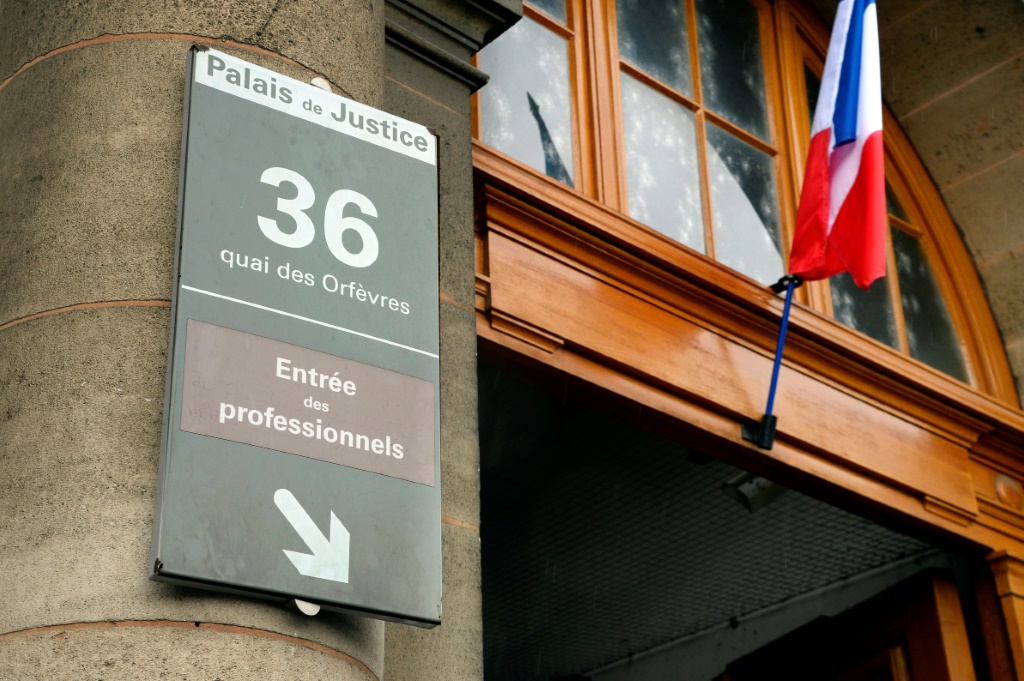 Palais de Justice
36
quai des Orfèvres
Entrée
des
professionnels